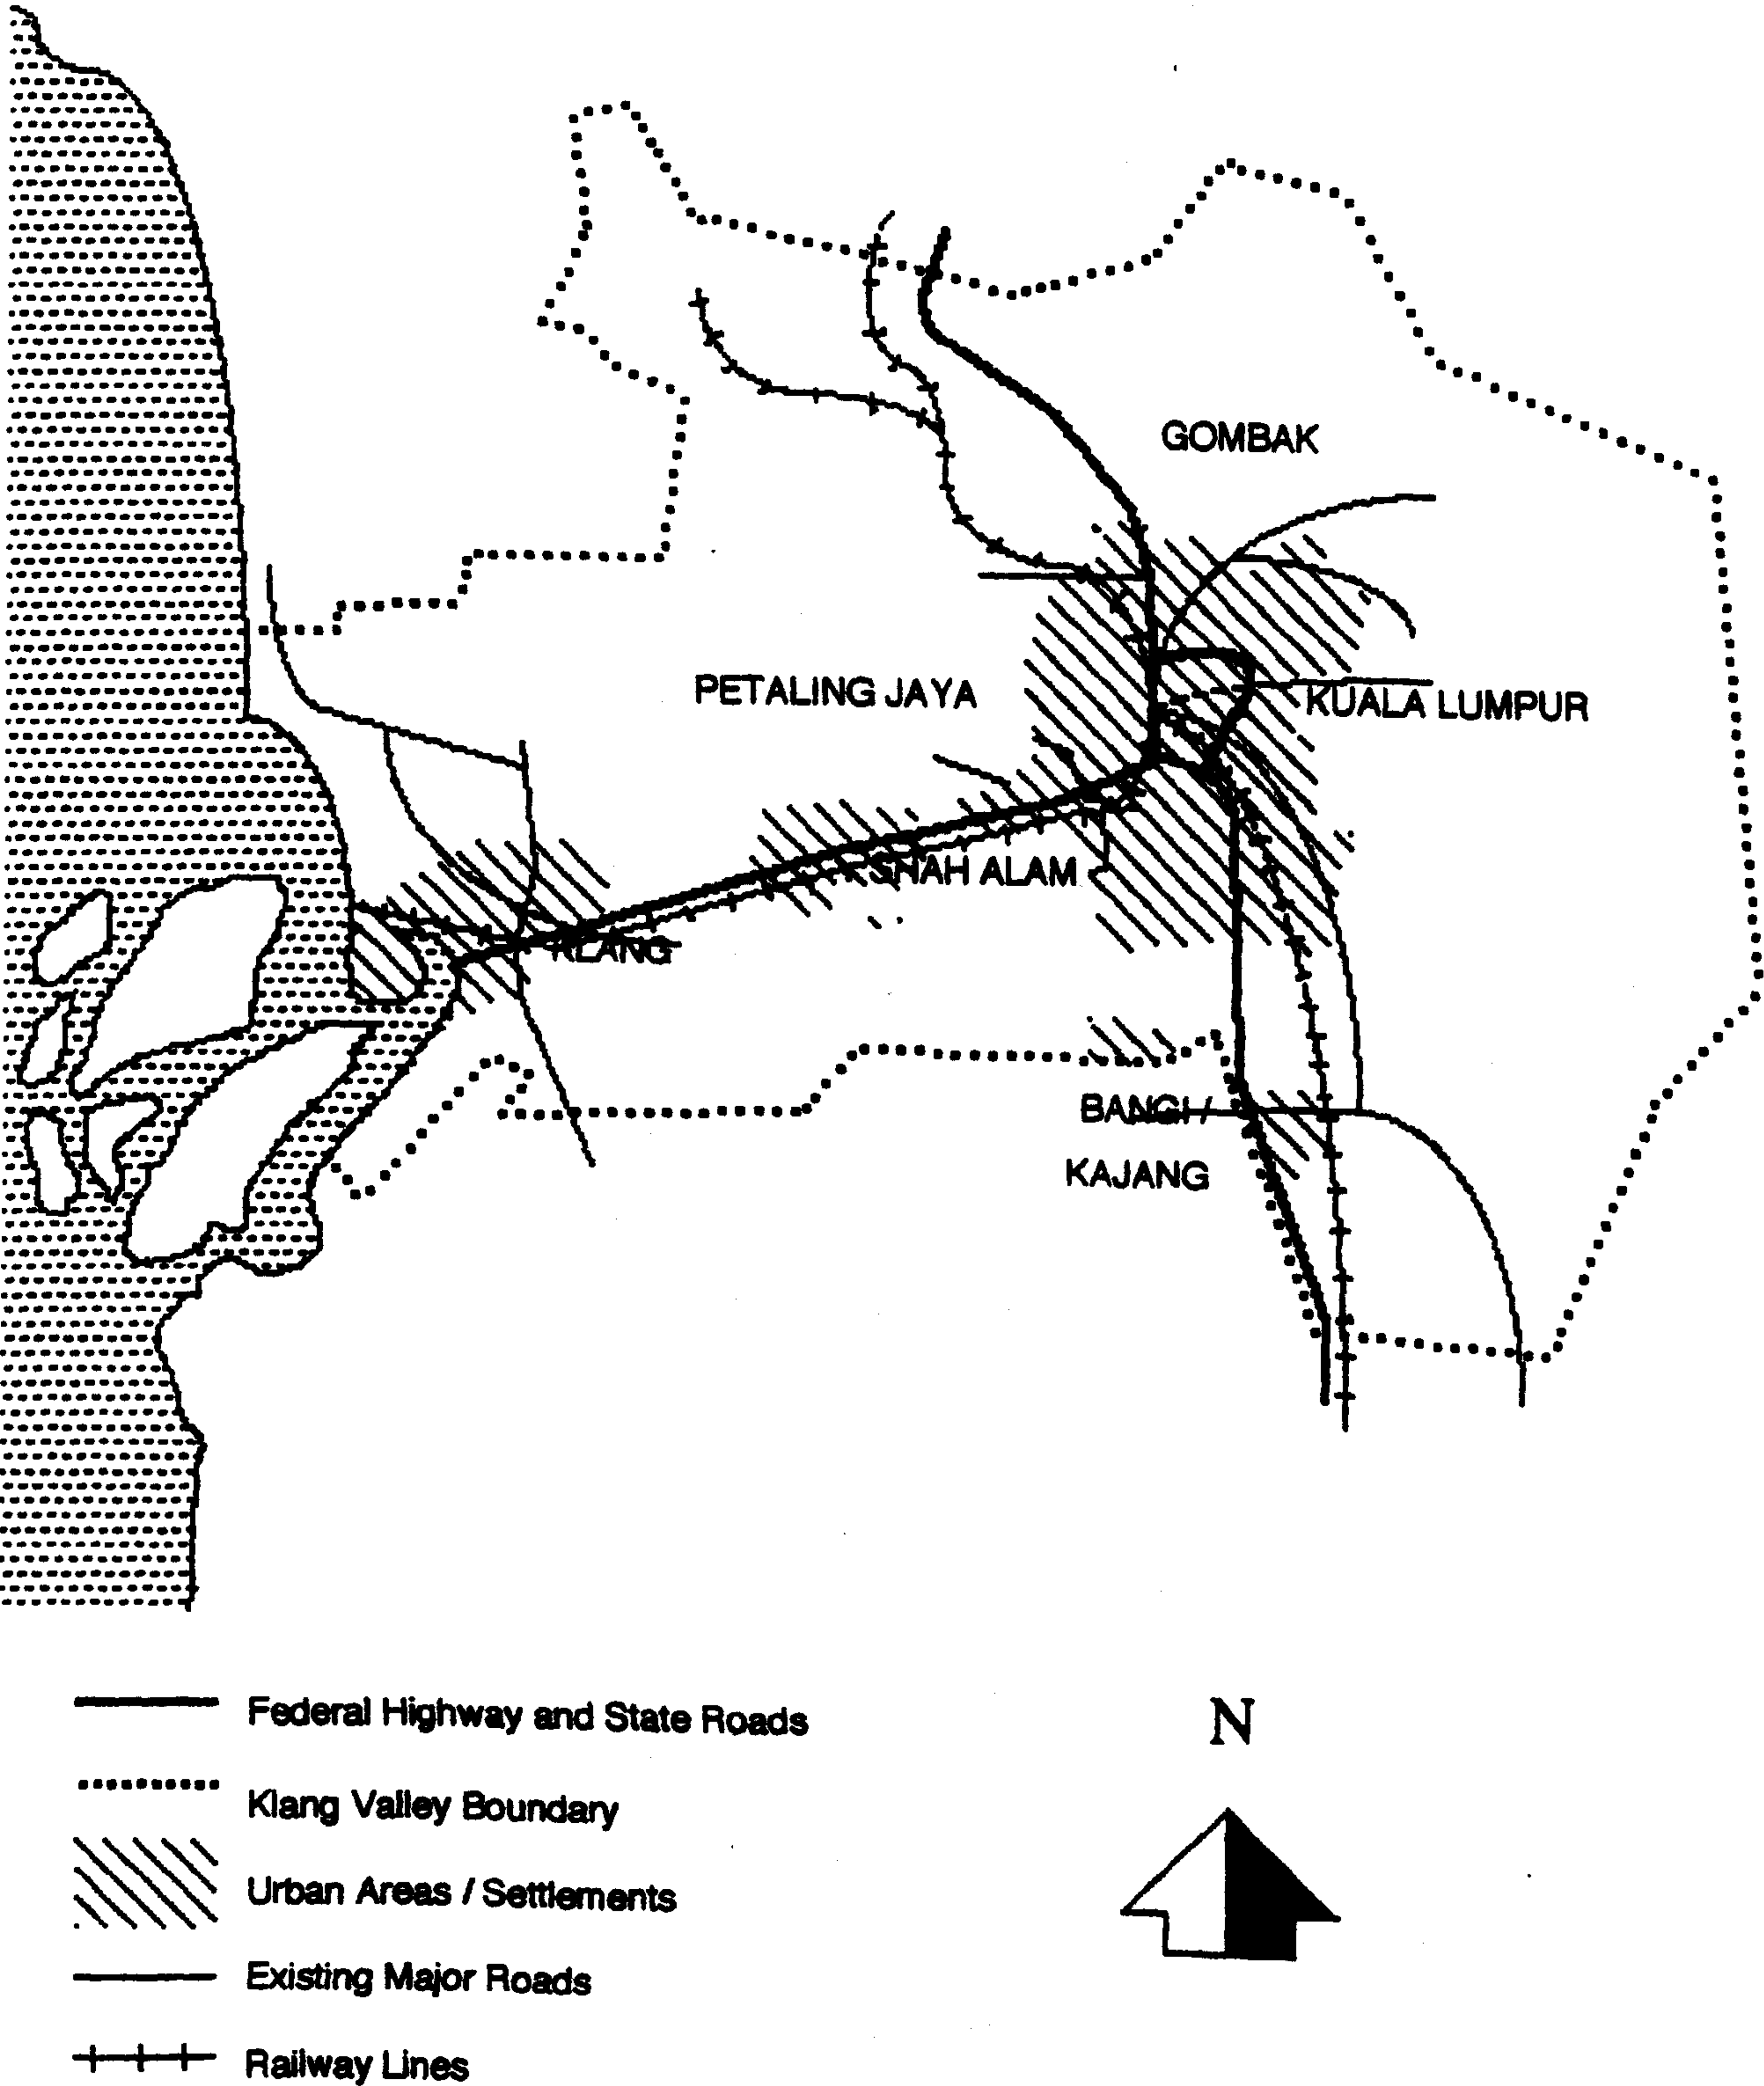 GOMBAK
PETALING JAYA
KUALA LUMPUR
SHAH ALAM
KLANG
BANGI /
KAJANG
Federal Highway and State Roads
N
Klang Valley Boundary
Urban Areas / Settlements
Existing Major Roads
Railway Lines